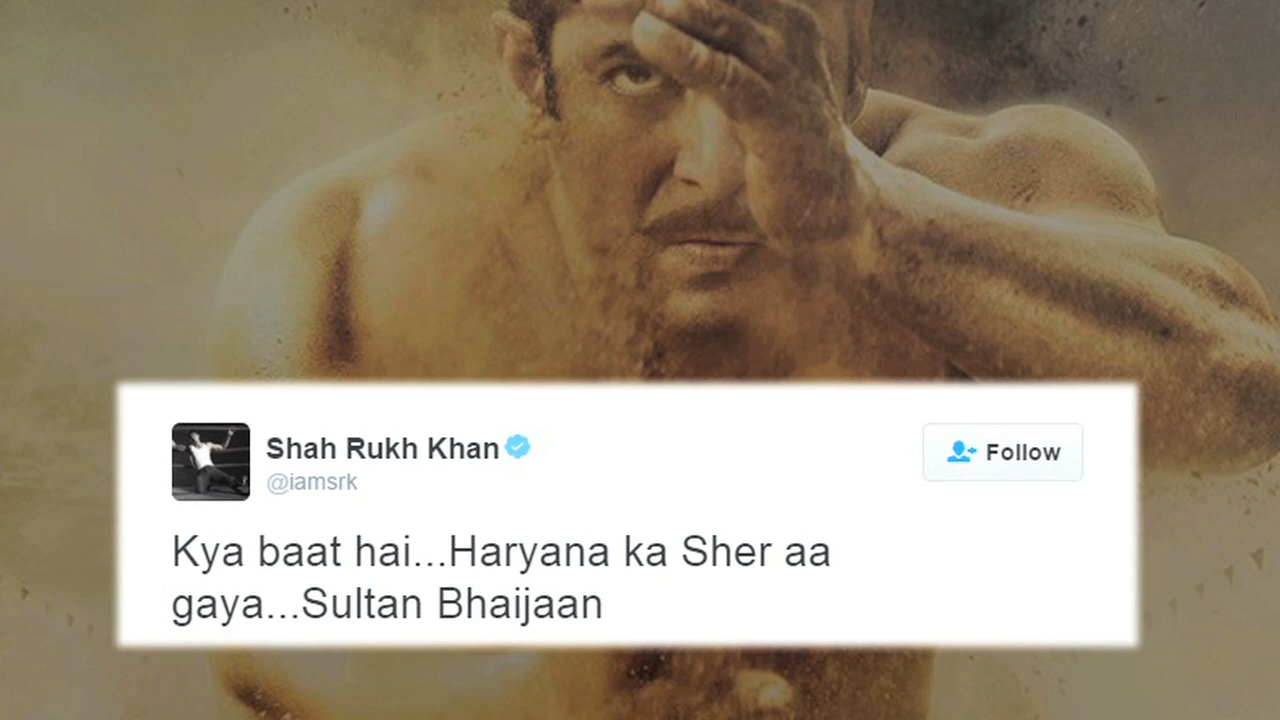 Shah Rukh Khan
@iamsrk
Follow
Kya baat hai...Haryana ka Sher aa
gaya...Sultan Bhaijaan